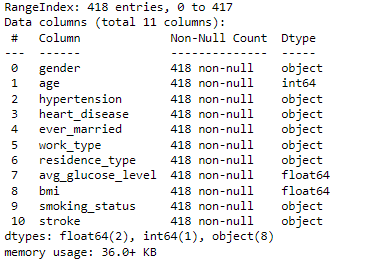 RangeIndex: 418 entries, 0 to 417
Data columns (total 11 columns):
 #   Column             Non-Null Count  Dtype
---  ------             --------------  -----
 0   gender             418 non-null    object
 1   age                418 non-null    int64
 2   hypertension       418 non-null    object
 3   heart_disease      418 non-null    object
 4   ever_married       418 non-null    object
 5   work_type          418 non-null    object
 6   residence_type     418 non-null    object
 7   avg_glucose_level  418 non-null    float64
 8   bmi                418 non-null    float64
 9   smoking_status     418 non-null    object
 10  stroke             418 non-null    object
dtypes: float64(2), int64(1), object(8)
memory usage: 36.0+ KB